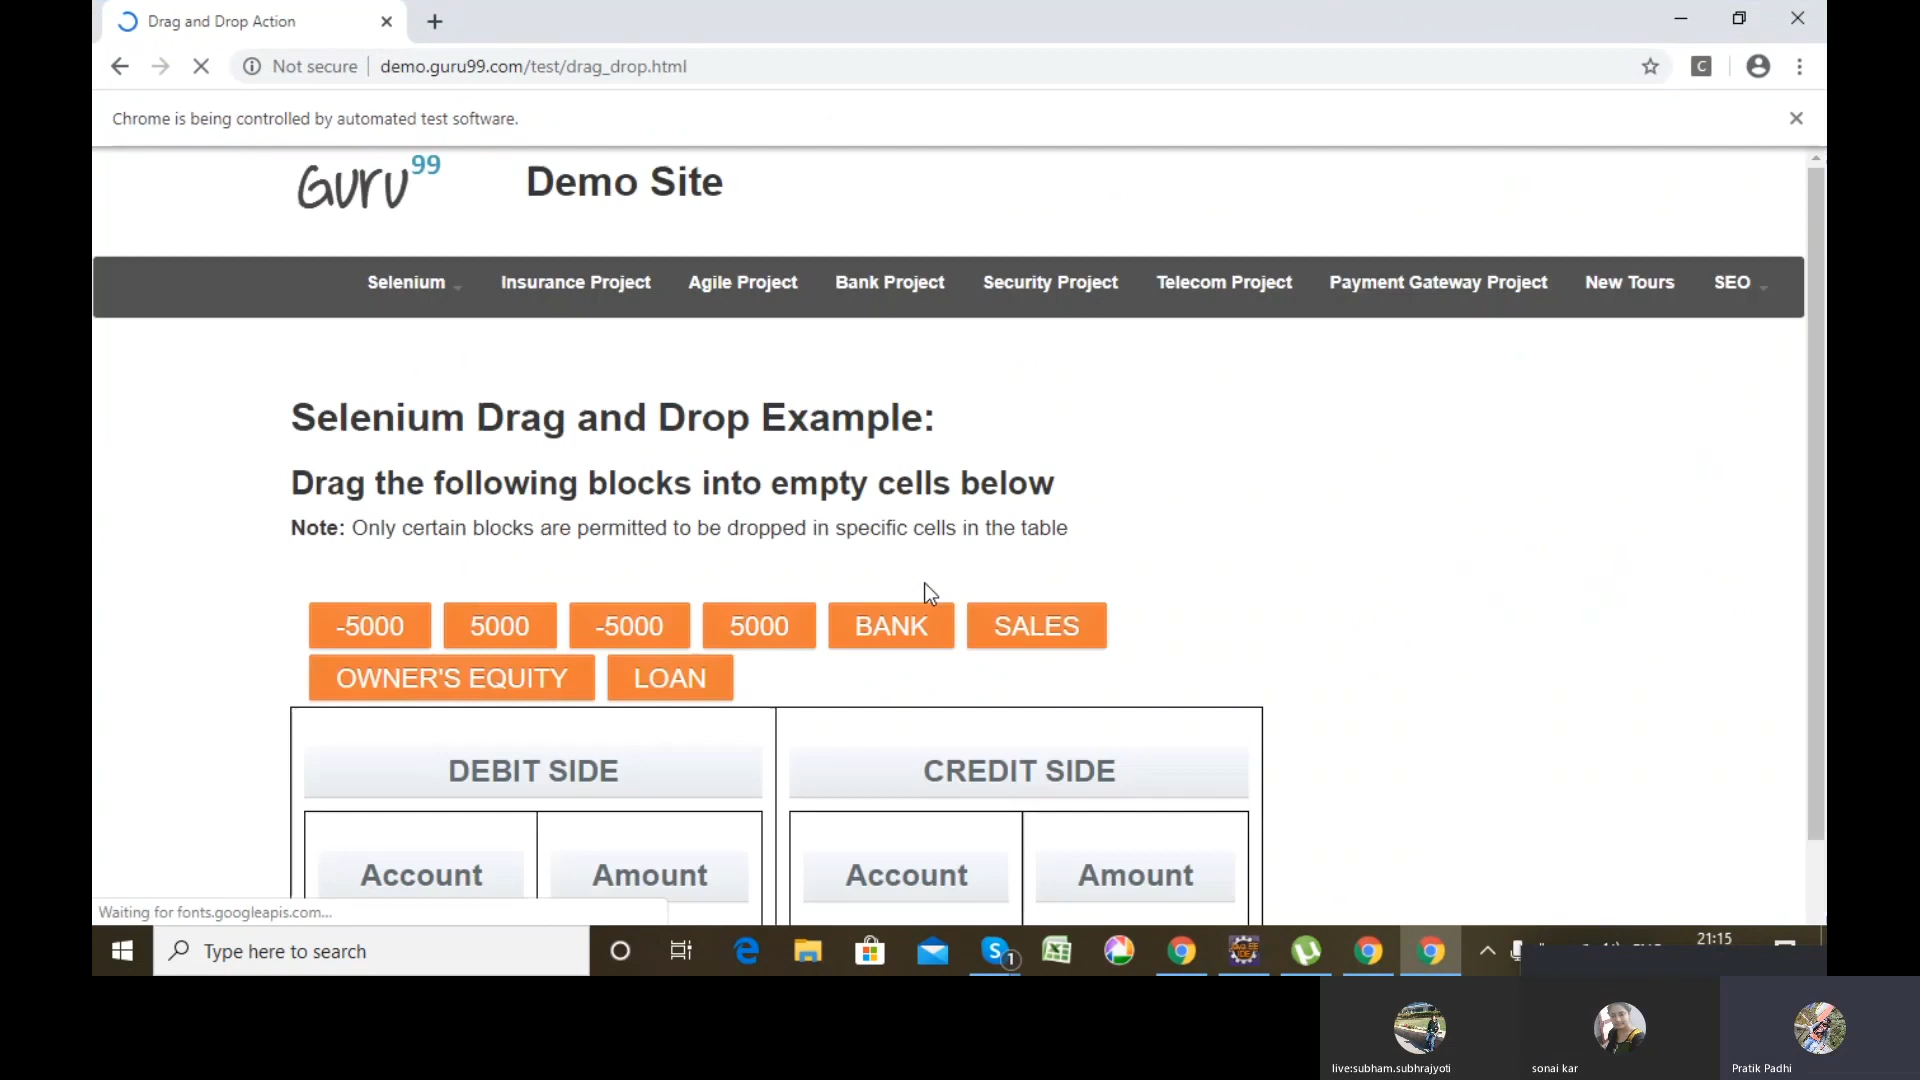 Drag and Drop Action
Not secure
demo.guru99.com/test/drag_drop.html
C
Chrome is being controlled by automated test software.
Guru99
Demo Site
Selenium
Insurance Project
Agile Project
Bank Project
Security Project
Telecom Project
Payment Gateway Project
New Tours
SEO
Selenium Drag and Drop Example:
Drag the following blocks into empty cells below
Note: Only certain blocks are permitted to be dropped in specific cells in the table
-5000
5000
-5000
5000
BANK
SALES
OWNER'S EQUITY
LOAN
DEBIT SIDE
CREDIT SIDE
Account
Amount
Account
Amount
Waiting for fonts.googleapis.com...
Type here to search
S
1
21:15
live:subham.subhrajyoti
sonai kar
Pratik Padhi